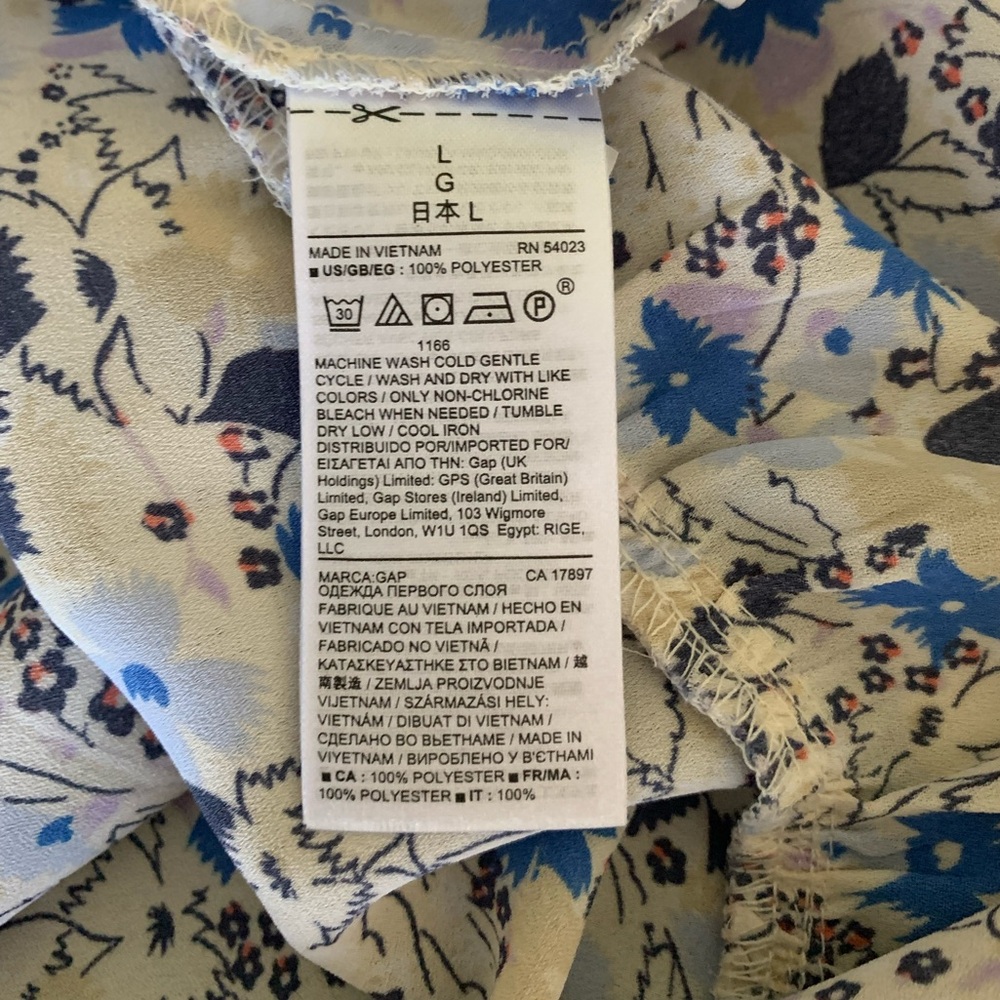 L
G
日本 L
MADE IN VIETNAM RN 54023
■ US/GB/EG : 100% POLYESTER
30 P ®
1166
MACHINE WASH COLD GENTLE
CYCLE / WASH AND DRY WITH LIKE
COLORS / ONLY NON-CHLORINE
BLEACH WHEN NEEDED / TUMBLE
DRY LOW / COOL IRON
DISTRIBUIDO POR/IMPORTED FOR/
ΕΙΣΑΓΕΤΑΙ ΑΠΟ ΤΗΝ: Gap (UK
Holdings) Limited: GPS (Great Britain)
Limited, Gap Stores (Ireland) Limited,
Gap Europe Limited, 103 Wigmore
Street, London, W1U 1QS Egypt: RIGE,
LLC
MARCA:GAP CA 17897
ОДЕЖДА ПЕРВОГО СЛОЯ
FABRIQUE AU VIETNAM / HECHO EN
VIETNAM CON TELA IMPORTADA /
FABRICADO NO VIETNÃ /
ΚΑΤΑΣΚΕΥΑΣΤΗΚΕ ΣΤΟ ΒΙΕΤΝΑΜ / 越
南製造 / ZEMLJA PROIZVODNJE
VIJETNAM / SZÁRMAZÁSI HELY:
VIETNÁM / DIBUAT DI VIETNAM /
СДЕЛАНО ВО ВЬЕТНАМЕ / MADE IN
VIYETNAM / ВИРОБЛЕНО У В'ЄТНАМІ
■ CA : 100% POLYESTER ■ FR/MA :
100% POLYESTER ■ IT : 100%